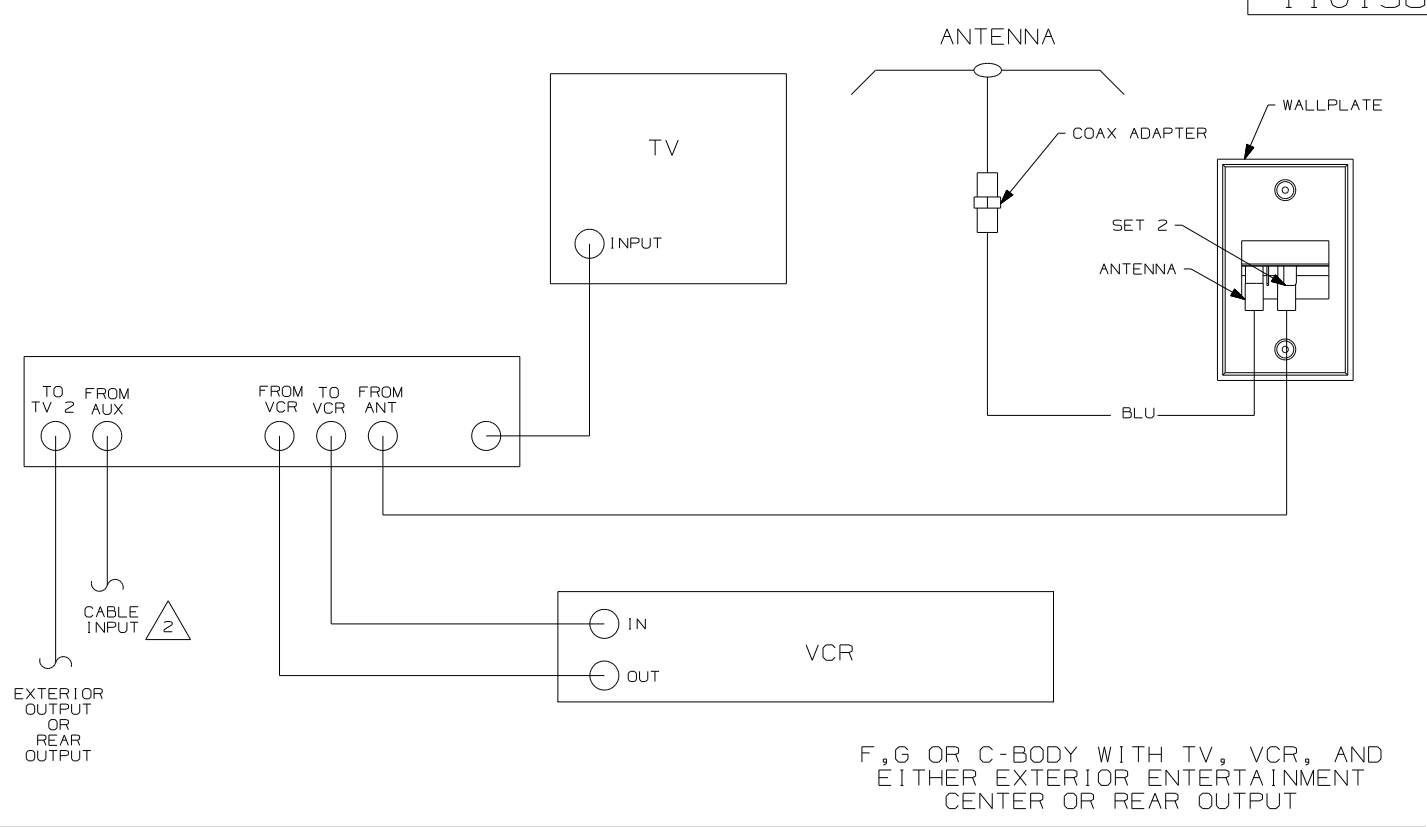 ANTENNA
WALLPLATE
COAX ADAPTER
TV
SET 2
INPUT
ANTENNA
TO
TV 2
FROM
AUX
FROM
VCR
TO
VCR
FROM
ANT
BLU
CABLE
INPUT
2
IN
VCR
OUT
EXTERIOR
OUTPUT
OR
REAR
OUTPUT
F,G OR C-BODY WITH TV, VCR, AND
EITHER EXTERIOR ENTERTAINMENT
CENTER OR REAR OUTPUT